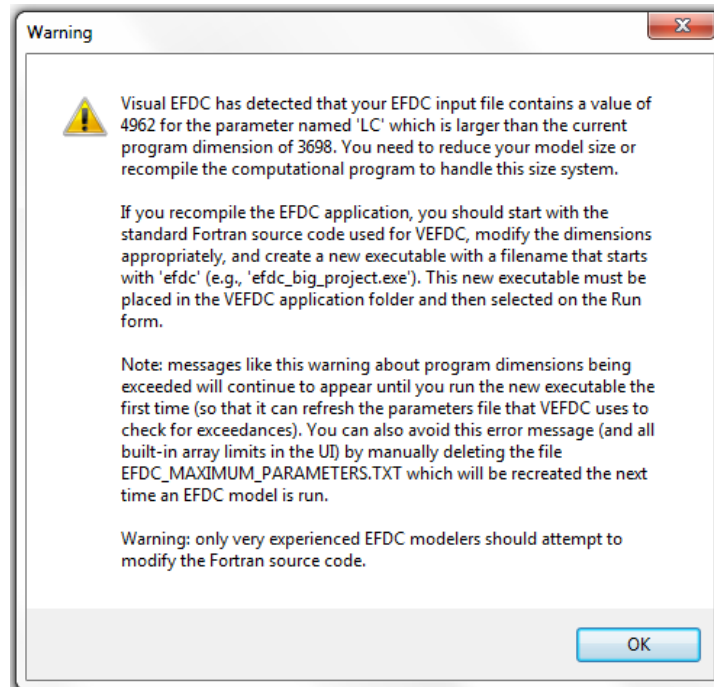 Warning
Visual EFDC has detected that your EFDC input file contains a value of
4962 for the parameter named 'LC' which is larger than the current
program dimension of 3698. You need to reduce your model size or
recompile the computational program to handle this size system.
If you recompile the EFDC application, you should start with the
standard Fortran source code used for VEFDC, modify the dimensions
appropriately, and create a new executable with a filename that starts
with 'efdc' (e.g., 'efdc_big_project.exe'). This new executable must be
placed in the VEFDC application folder and then selected on the Run
form.
Note: messages like this warning about program dimensions being
exceeded will continue to appear until you run the new executable the
first time (so that it can refresh the parameters file that VEFDC uses to
check for exceedances). You can also avoid this error message (and all
built-in array limits in the UI) by manually deleting the file
EFDC_MAXIMUM_PARAMETERS.TXT which will be recreated the next
time an EFDC model is run.
Warning: only very experienced EFDC modelers should attempt to
modify the Fortran source code.
OK